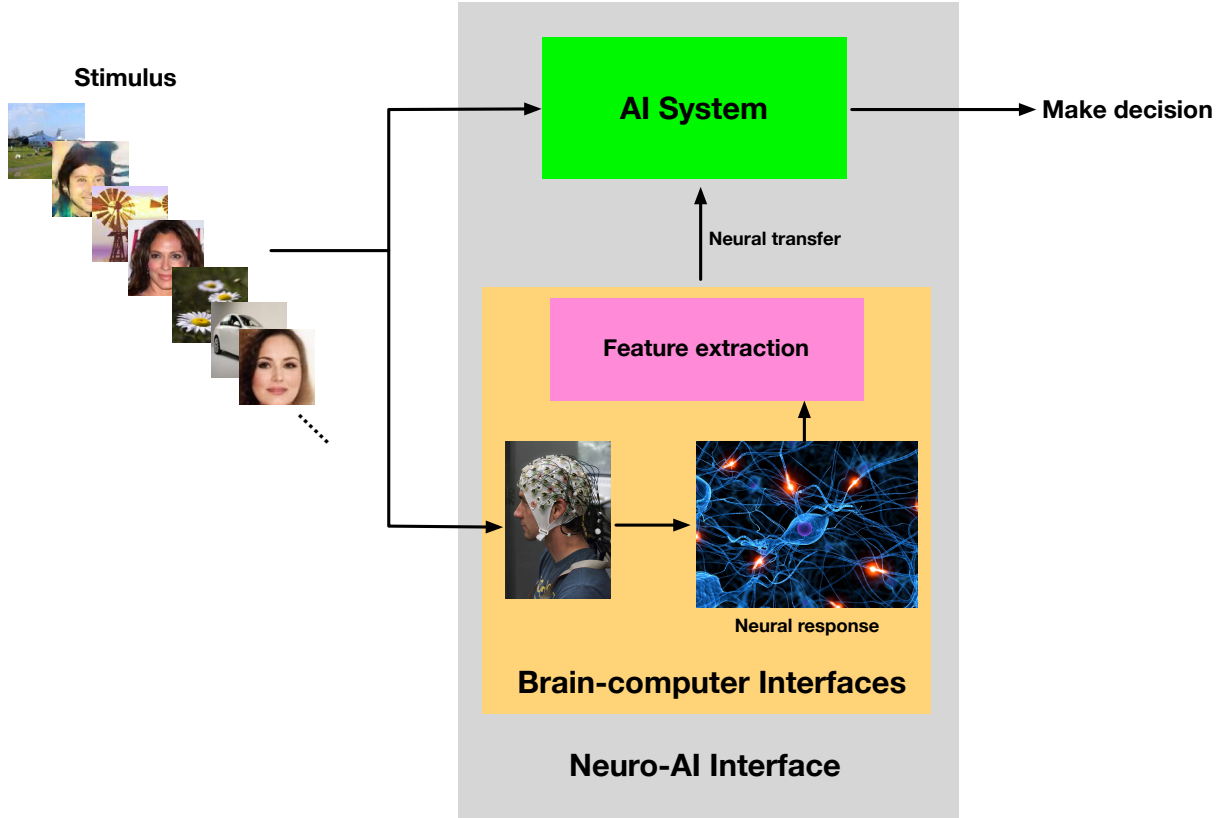 Stimulus
AI System
Make decision
Neural transfer
Feature extraction
Neural response
Brain-computer Interfaces
Neuro-AI Interface